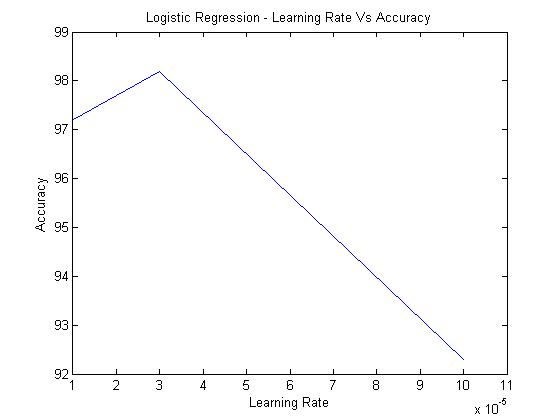 Logistic Regression - Learning Rate Vs Accuracy
99
98
97
96
95
94
93
92
Accuracy
1 2 3 4 5 6 7 8 9 10 11
Learning Rate
x 10^-5